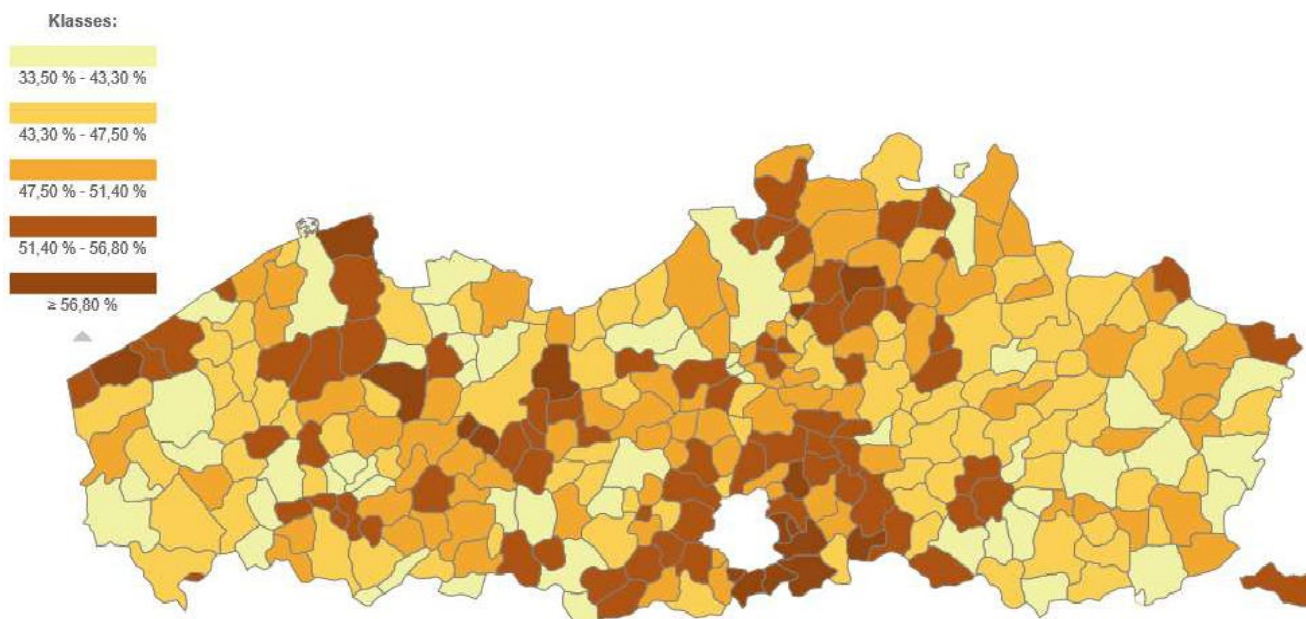 Klasses:
33,50 % - 43,30 %
43,30 % - 47,50 %
47,50 % - 51,40 %
51,40 % - 56,80 %
≥ 56,80 %